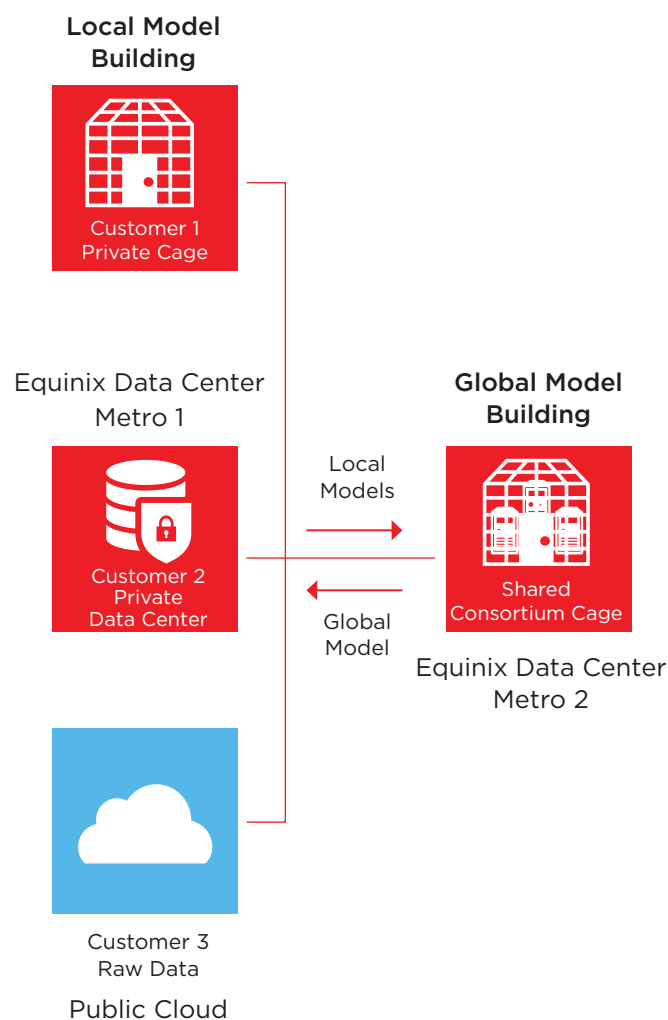 Local Model
Building
Customer 1
Private Cage
Equinix Data Center
Metro 1
Customer 2
Private
Data Center
Customer 3
Raw Data
Public Cloud
Local
Models
Global
Model
Global Model
Building
Shared
Consortium Cage
Equinix Data Center
Metro 2